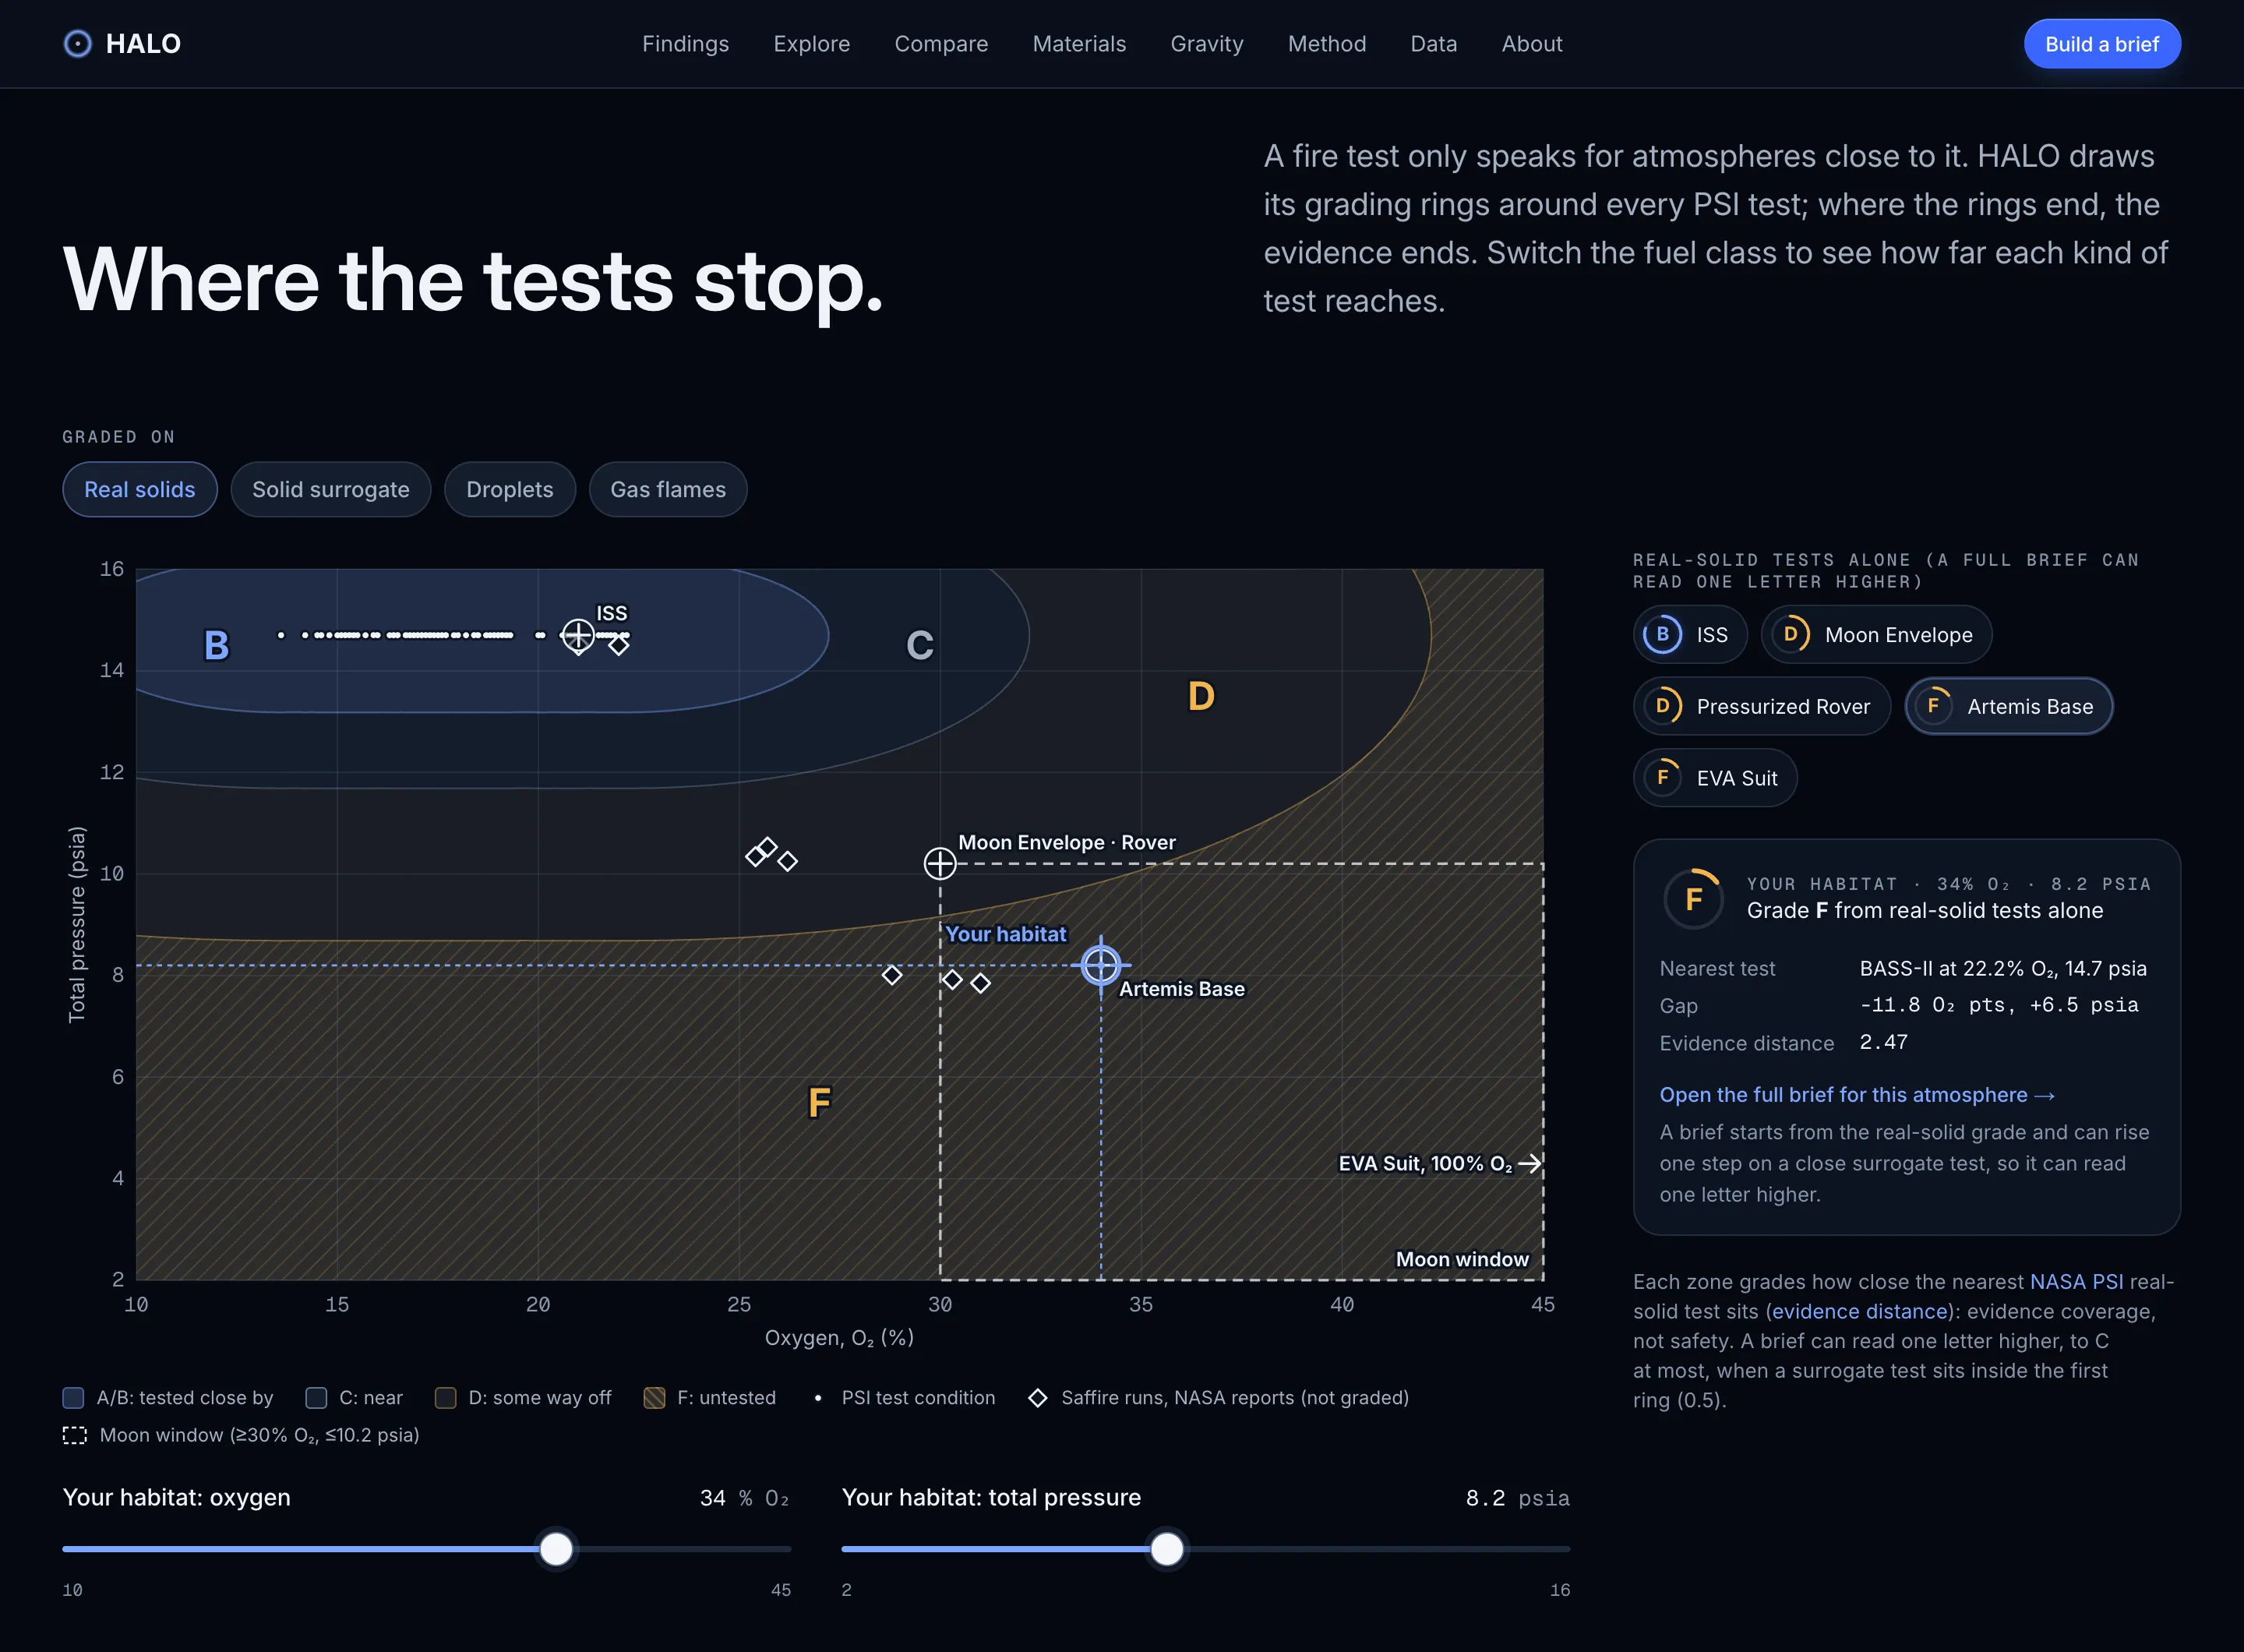 HALO
Findings
Explore
Compare
Materials
Gravity
Method
Data
About
Build a brief
Where the tests stop.
A fire test only speaks for atmospheres close to it. HALO draws
its grading rings around every PSI test; where the rings end, the
evidence ends. Switch the fuel class to see how far each kind of
test reaches.
GRADED ON
Real solids
Solid surrogate
Droplets
Gas flames
16
14
12
10
8
6
4
2
Total pressure (psia)
B
ISS
C
D
Moon Envelope · Rover
Your habitat
Artemis Base
F
EVA Suit, 100% O₂ →
Moon window
10
15
20
25
30
35
40
45
Oxygen, O₂ (%)
A/B: tested close by
C: near
D: some way off
F: untested
PSI test condition
Saffire runs, NASA reports (not graded)
Moon window (≥30% O₂, ≤10.2 psia)
Your habitat: oxygen
34 % O₂
10
45
Your habitat: total pressure
8.2 psia
2
16
REAL-SOLID TESTS ALONE (A FULL BRIEF CAN
READ ONE LETTER HIGHER)
B ISS
D Moon Envelope
D Pressurized Rover
F Artemis Base
F EVA Suit
F
YOUR HABITAT · 34% O₂ · 8.2 PSIA
Grade F from real-solid tests alone
Nearest test
BASS-II at 22.2% O₂, 14.7 psia
Gap
-11.8 O₂ pts, +6.5 psia
Evidence distance
2.47
Open the full brief for this atmosphere →
A brief starts from the real-solid grade and can rise
one step on a close surrogate test, so it can read
one letter higher.
Each zone grades how close the nearest NASA PSI real-
solid test sits (evidence distance): evidence coverage,
not safety. A brief can read one letter higher, to C
at most, when a surrogate test sits inside the first
ring (0.5).